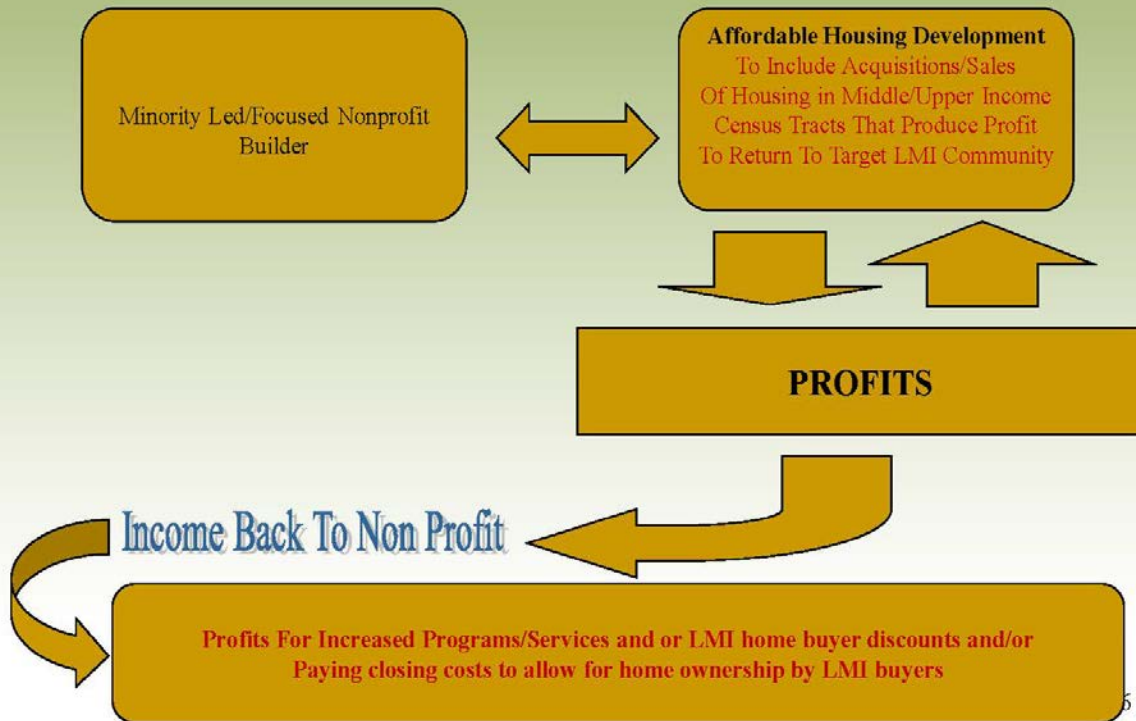 Minority Led/Focused Nonprofit
Builder
Affordable Housing Development
To Include Acquisitions/Sales
Of Housing in Middle/Upper Income
Census Tracts That Produce Profit
To Return To Target LMI Community
PROFITS
Income Back To Non Profit
Profits For Increased Programs/Services and or LMI home buyer discounts and/or
Paying closing costs to allow for home ownership by LMI buyers